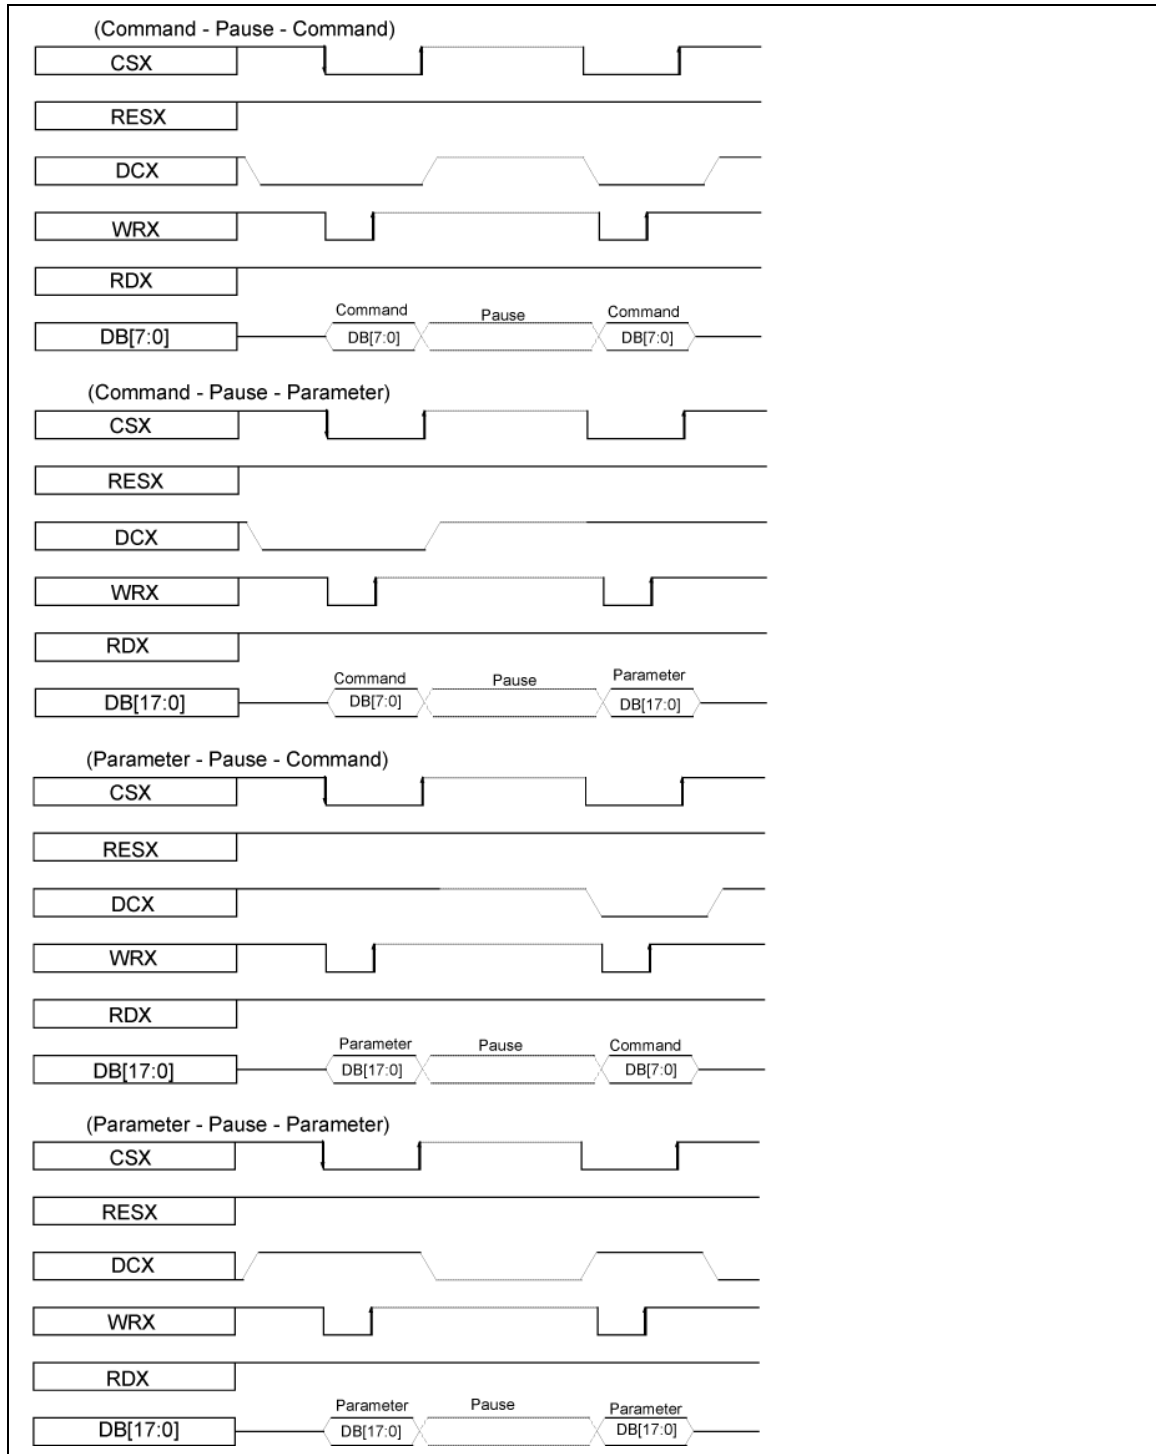 (Command - Pause - Command)
CSX
RESX
DCX
WRX
RDX
Command Pause Command
DB[7:0] DB[7:0] DB[7:0]
(Command - Pause - Parameter)
CSX
RESX
DCX
WRX
RDX
Command Pause Parameter
DB[17:0] DB[7:0] DB[17:0]
(Parameter - Pause - Command)
CSX
RESX
DCX
WRX
RDX
Parameter Pause Command
DB[17:0] DB[17:0] DB[7:0]
(Parameter - Pause - Parameter)
CSX
RESX
DCX
WRX
RDX
Parameter Pause Parameter
DB[17:0] DB[17:0] DB[17:0]